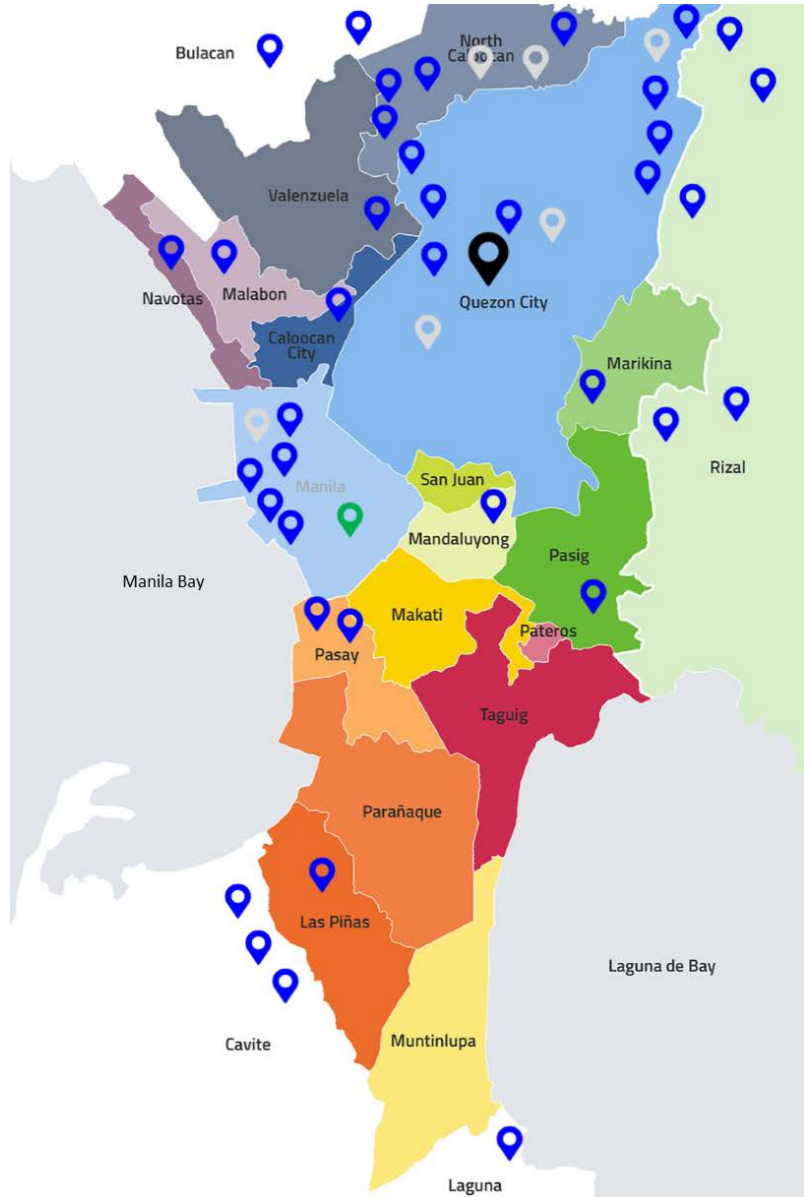 North
Caloocan
Bulacan
Valenzuela
Navotas
Malabon
Quezon City
Caloocan
City
Marikina
Rizal
San Juan
Manila
Mandaluyong
Pasig
Manila Bay
Makati
Pateros
Pasay
Taguig
Parañaque
Las Piñas
Laguna de Bay
Cavite
Muntinlupa
Laguna